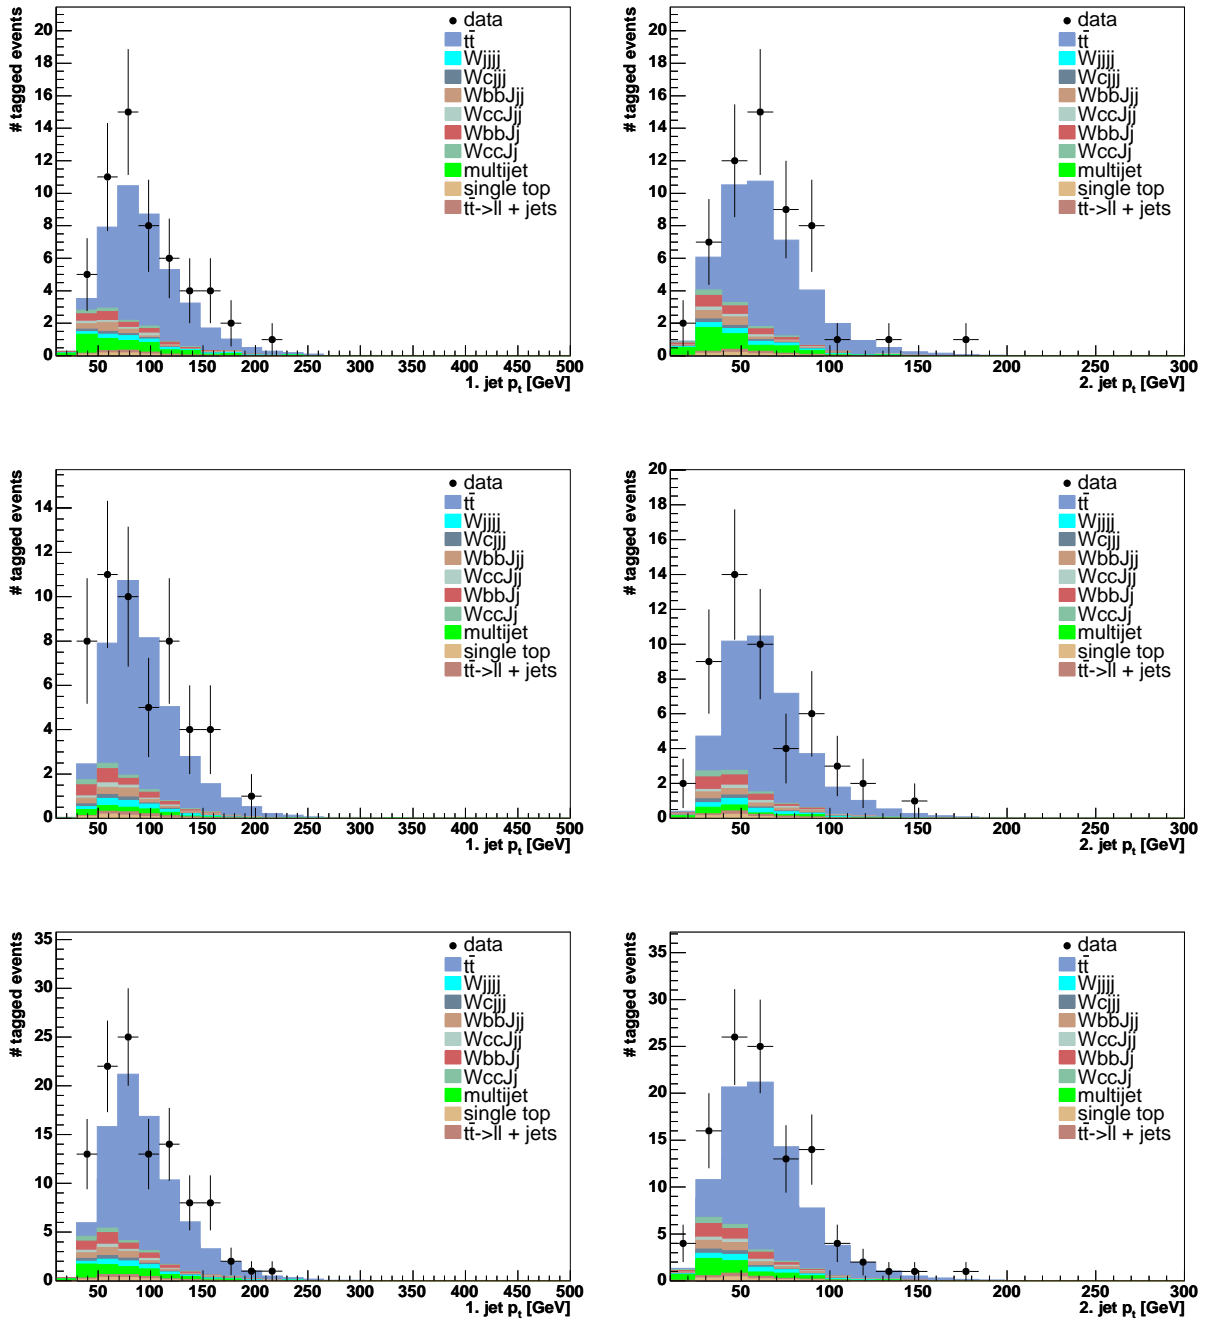 # tagged events
20
18
16
14
12
10
8
6
4
2
0
data
tt̄
Wjjjj
Wcjjj
WbbJjj
WccJjj
WbbJj
WccJj
multijet
single top
tt̄->ll + jets
50 100 150 200 250 300 350 400 450 500
1. jet pt [GeV]
# tagged events
20
18
16
14
12
10
8
6
4
2
0
data
tt̄
Wjjjj
Wcjjj
WbbJjj
WccJjj
WbbJj
WccJj
multijet
single top
tt̄->ll + jets
50 100 150 200 250 300
2. jet pt [GeV]
# tagged events
14
12
10
8
6
4
2
0
data
tt̄
Wjjjj
Wcjjj
WbbJjj
WccJjj
WbbJj
WccJj
multijet
single top
tt̄->ll + jets
50 100 150 200 250 300 350 400 450 500
1. jet pt [GeV]
# tagged events
20
18
16
14
12
10
8
6
4
2
0
data
tt̄
Wjjjj
Wcjjj
WbbJjj
WccJjj
WbbJj
WccJj
multijet
single top
tt̄->ll + jets
50 100 150 200 250 300
2. jet pt [GeV]
# tagged events
35
30
25
20
15
10
5
0
data
tt̄
Wjjjj
Wcjjj
WbbJjj
WccJjj
WbbJj
WccJj
multijet
single top
tt̄->ll + jets
50 100 150 200 250 300 350 400 450 500
1. jet pt [GeV]
# tagged events
35
30
25
20
15
10
5
0
data
tt̄
Wjjjj
Wcjjj
WbbJjj
WccJjj
WbbJj
WccJj
multijet
single top
tt̄->ll + jets
50 100 150 200 250 300
2. jet pt [GeV]